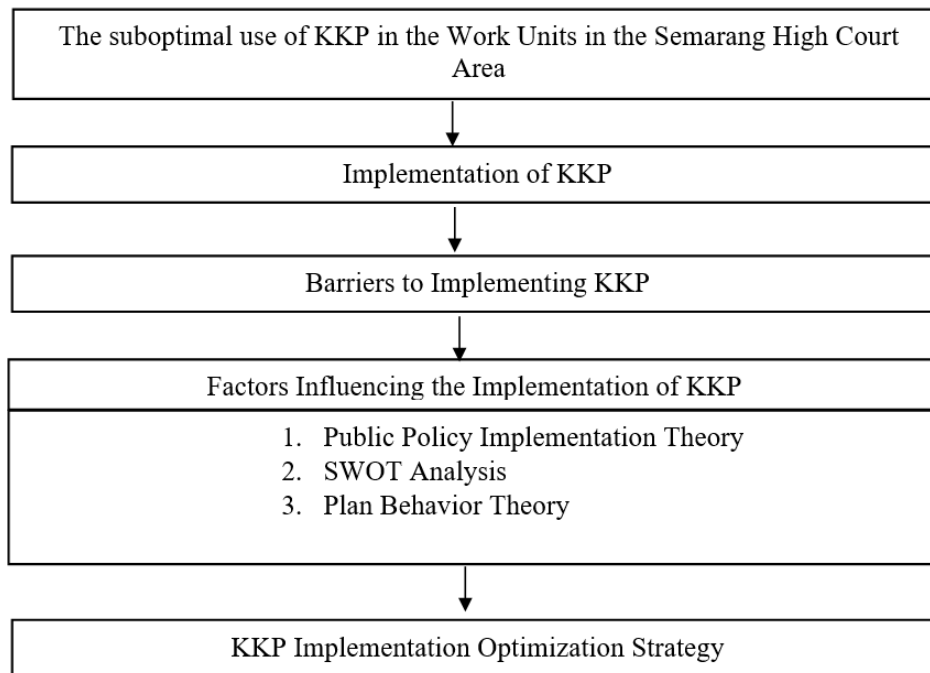 The suboptimal use of KKP in the Work Units in the Semarang High Court
Area
Implementation of KKP
Barriers to Implementing KKP
Factors Influencing the Implementation of KKP
1. Public Policy Implementation Theory
2. SWOT Analysis
3. Plan Behavior Theory
KKP Implementation Optimization Strategy